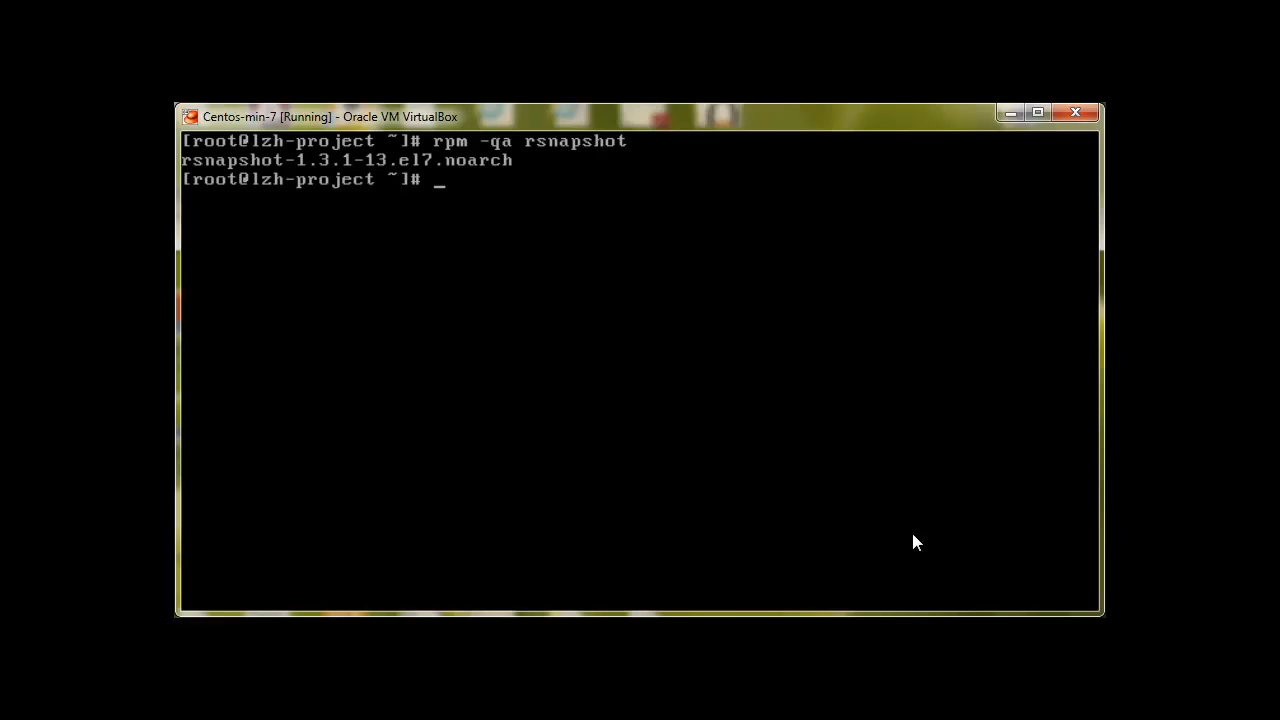 Centos-min-7 [Running] - Oracle VM VirtualBox
[root@lzh-project ~]# rpm -qa rsnapshot
rsnapshot-1.3.1-13.el7.noarch
[root@lzh-project ~]# _